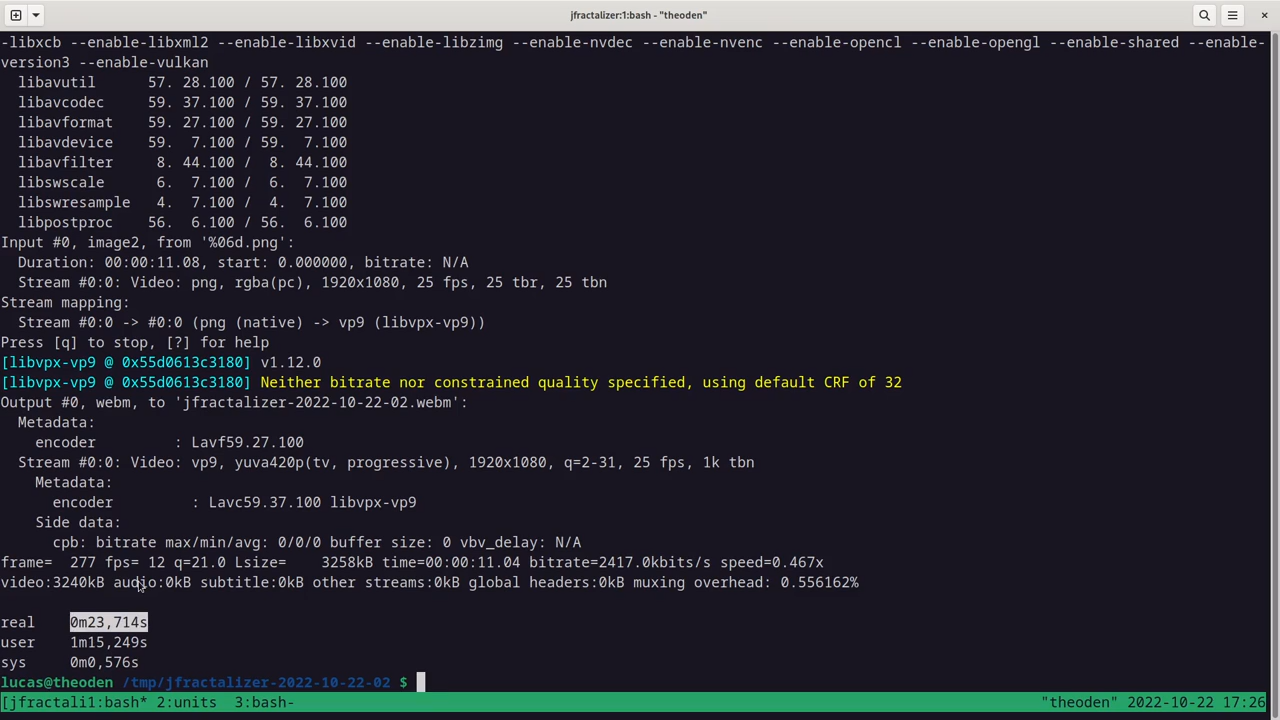 jfractalizer:1:bash - "theoden"
-libxcb --enable-libxml2 --enable-libxvid --enable-libzimg --enable-nvdec --enable-nvenc --enable-opencl --enable-opengl --enable-shared --enable-
version3 --enable-vulkan
  libavutil      57. 28.100 / 57. 28.100
  libavcodec     59. 37.100 / 59. 37.100
  libavformat    59. 27.100 / 59. 27.100
  libavdevice    59.  7.100 / 59.  7.100
  libavfilter     8. 44.100 /  8. 44.100
  libswscale      6.  7.100 /  6.  7.100
  libswresample   4.  7.100 /  4.  7.100
  libpostproc    56.  6.100 / 56.  6.100
Input #0, image2, from '%06d.png':
  Duration: 00:00:11.08, start: 0.000000, bitrate: N/A
  Stream #0:0: Video: png, rgba(pc), 1920x1080, 25 fps, 25 tbr, 25 tbn
Stream mapping:
  Stream #0:0 -> #0:0 (png (native) -> vp9 (libvpx-vp9))
Press [q] to stop, [?] for help
[libvpx-vp9 @ 0x55d0613c3180] v1.12.0
[libvpx-vp9 @ 0x55d0613c3180] Neither bitrate nor constrained quality specified, using default CRF of 32
Output #0, webm, to 'jfractalizer-2022-10-22-02.webm':
  Metadata:
    encoder         : Lavf59.27.100
  Stream #0:0: Video: vp9, yuva420p(tv, progressive), 1920x1080, q=2-31, 25 fps, 1k tbn
    Metadata:
      encoder         : Lavc59.37.100 libvpx-vp9
    Side data:
      cpb: bitrate max/min/avg: 0/0/0 buffer size: 0 vbv_delay: N/A
frame=  277 fps= 12 q=21.0 Lsize=    3258kB time=00:00:11.04 bitrate=2417.0kbits/s speed=0.467x
video:3240kB audio:0kB subtitle:0kB other streams:0kB global headers:0kB muxing overhead: 0.556162%
real    0m23,714s
user    1m15,249s
sys     0m0,576s
lucas@theoden /tmp/jfractalizer-2022-10-22-02 $
[jfractali1:bash* 2:units  3:bash- "theoden" 2022-10-22 17:26